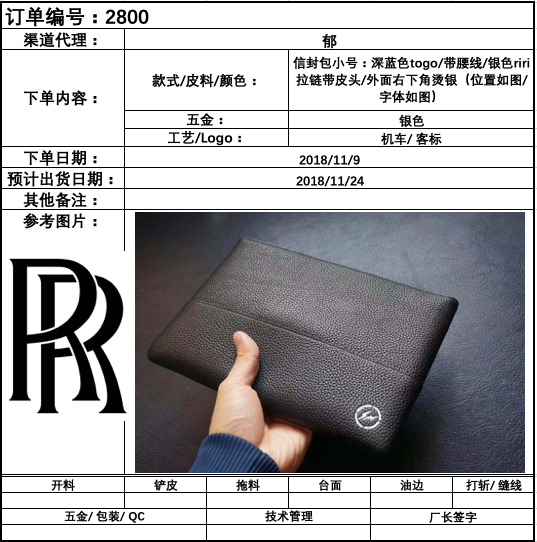 订单编号：2800
渠道代理：
郁
下单内容：
款式/皮料/颜色：
信封包小号：深蓝色togo/带腰线/银色riri
拉链带皮头/外面右下角烫银（位置如图/
字体如图）
五金：
银色
工艺/Logo：
机车/ 客标
下单日期：
2018/11/9
预计出货日期：
2018/11/24
其他备注：
参考图片：
RR
开料
铲皮
拖料
台面
油边
打斩/ 缝线
五金/ 包装/ QC
技术管理
厂长签字